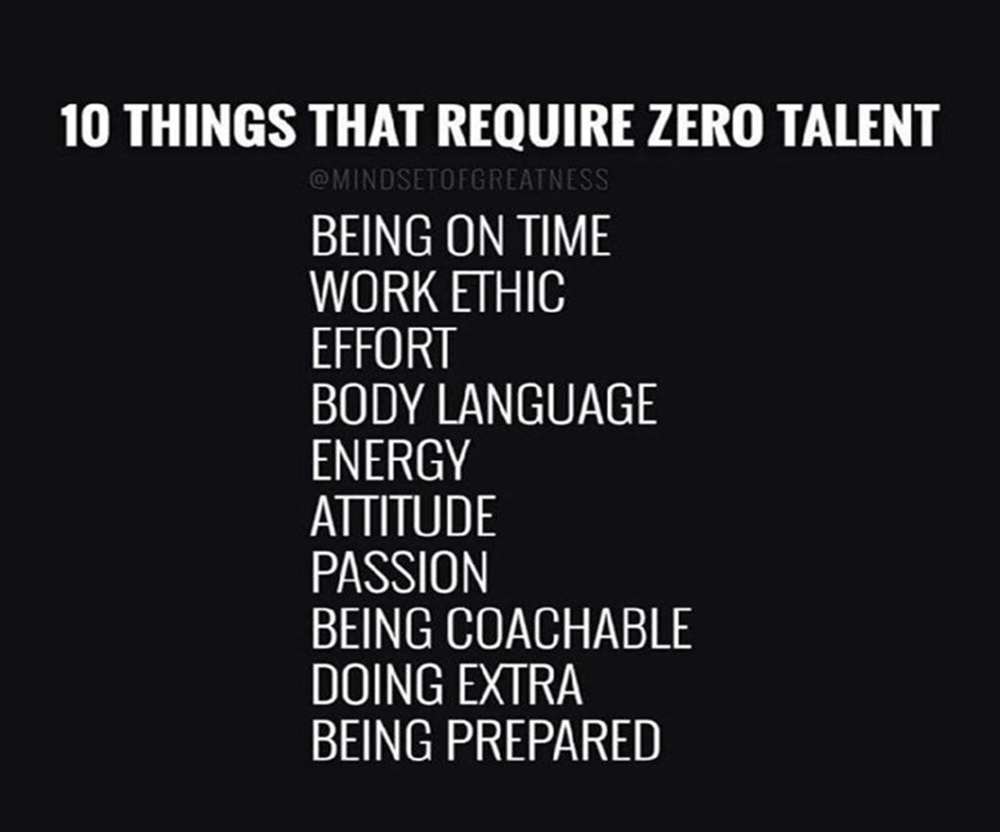 10 THINGS THAT REQUIRE ZERO TALENT
@MINDSETOFGREATNESS
BEING ON TIME
WORK ETHIC
EFFORT
BODY LANGUAGE
ENERGY
ATTITUDE
PASSION
BEING COACHABLE
DOING EXTRA
BEING PREPARED